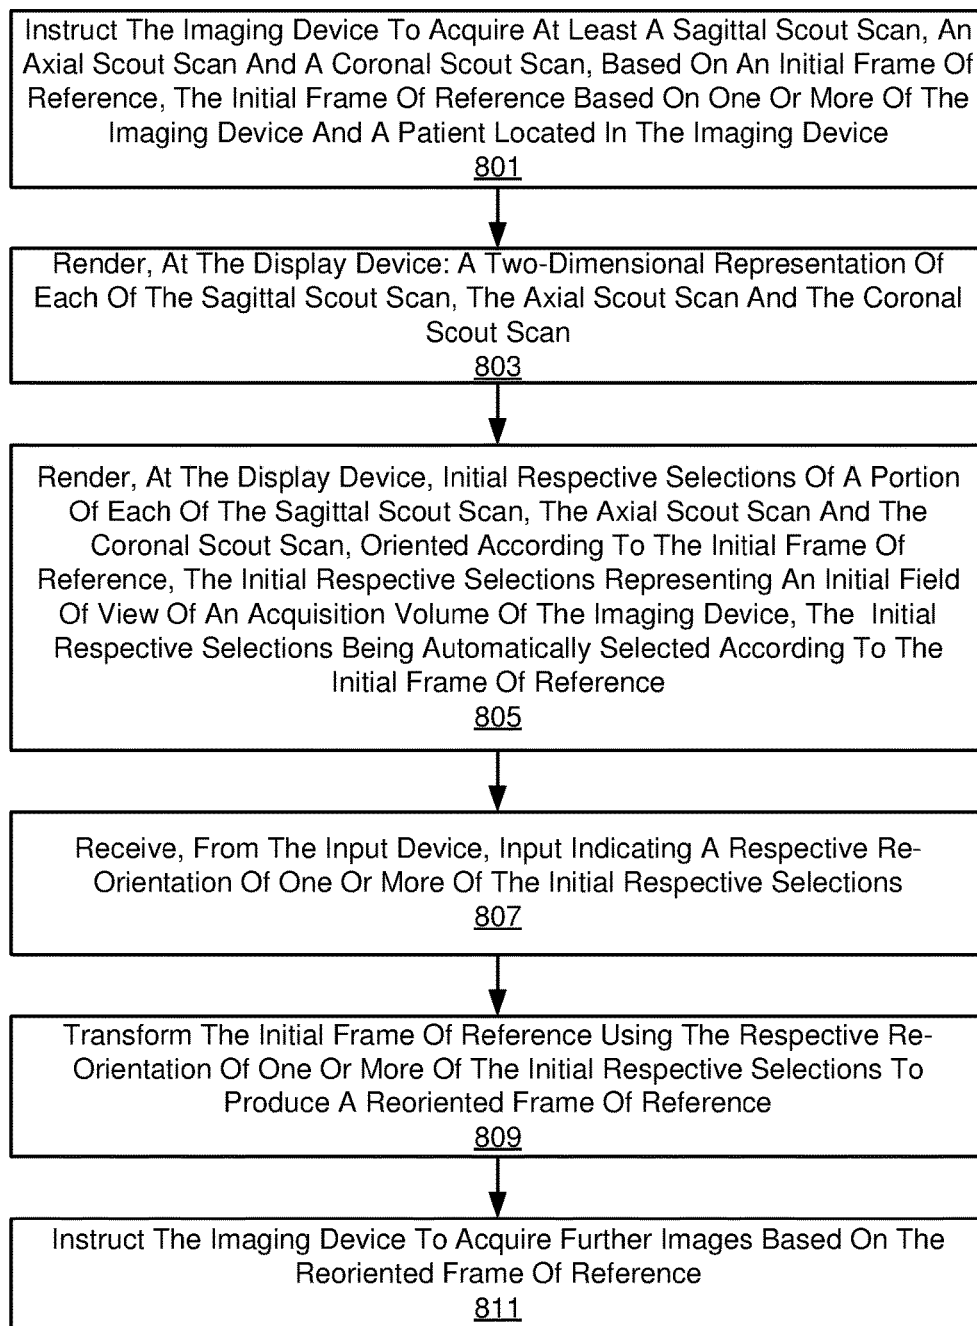 Instruct The Imaging Device To Acquire At Least A Sagittal Scout Scan, An
Axial Scout Scan And A Coronal Scout Scan, Based On An Initial Frame Of
Reference, The Initial Frame Of Reference Based On One Or More Of The
Imaging Device And A Patient Located In The Imaging Device
801
Render, At The Display Device: A Two-Dimensional Representation Of
Each Of The Sagittal Scout Scan, The Axial Scout Scan And The Coronal
Scout Scan
803
Render, At The Display Device, Initial Respective Selections Of A Portion
Of Each Of The Sagittal Scout Scan, The Axial Scout Scan And The
Coronal Scout Scan, Oriented According To The Initial Frame Of
Reference, The Initial Respective Selections Representing An Initial Field
Of View Of An Acquisition Volume Of The Imaging Device, The Initial
Respective Selections Being Automatically Selected According To The
Initial Frame Of Reference
805
Receive, From The Input Device, Input Indicating A Respective Re-
Orientation Of One Or More Of The Initial Respective Selections
807
Transform The Initial Frame Of Reference Using The Respective Re-
Orientation Of One Or More Of The Initial Respective Selections To
Produce A Reoriented Frame Of Reference
809
Instruct The Imaging Device To Acquire Further Images Based On The
Reoriented Frame Of Reference
811